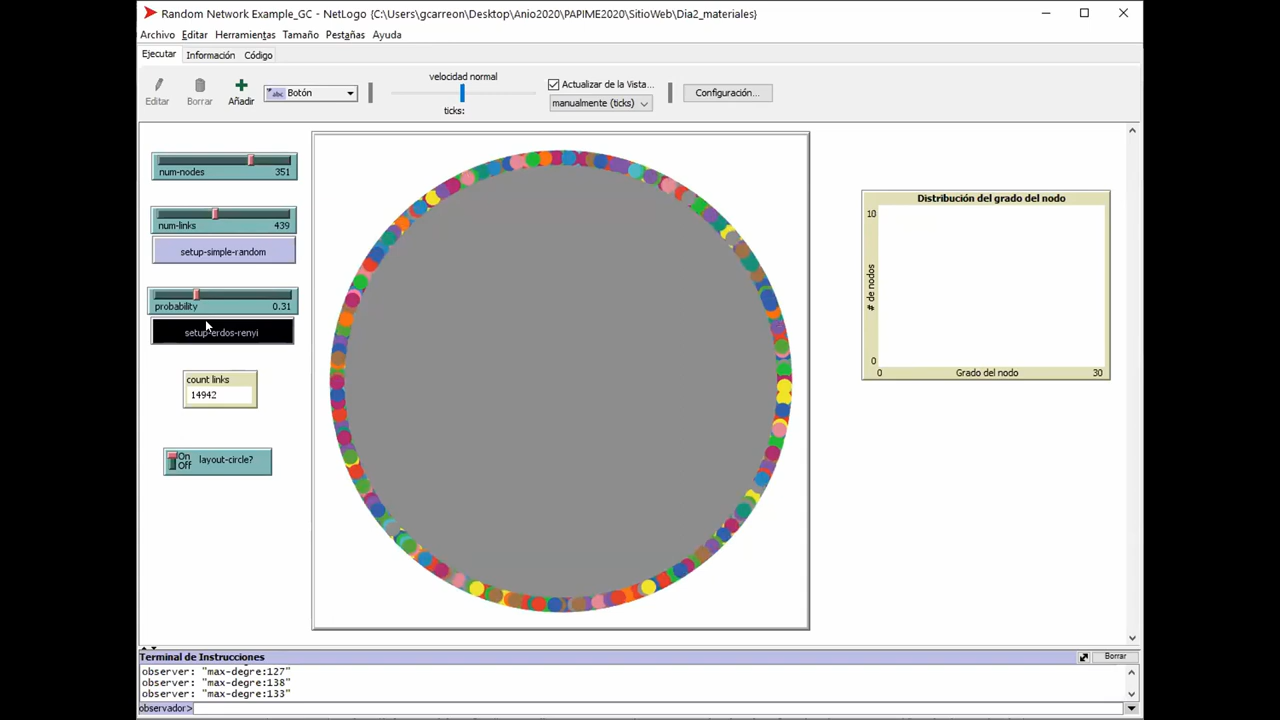 Random Network Example_GC - NetLogo {C:\Users\gcarreon\Desktop\Anio2020\PAPIME2020\SitioWeb\Dia2_materiales}
Archivo Editar Herramientas Tamaño Pestañas Ayuda
Ejecutar Información Código
Editar Borrar Añadir abc Botón velocidad normal ticks: Actualizar de la Vista... manualmente (ticks) Configuración...
num-nodes 351
num-links 439
setup-simple-random
probability 0.31
setup-erdos-renyi
count links
14942
On
Off
layout-circle?
Distribución del grado del nodo
10
# de nodos
0
0 Grado del nodo 30
Terminal de Instrucciones Borrar
observer: "max-degre:127"
observer: "max-degre:138"
observer: "max-degre:133"
observador>